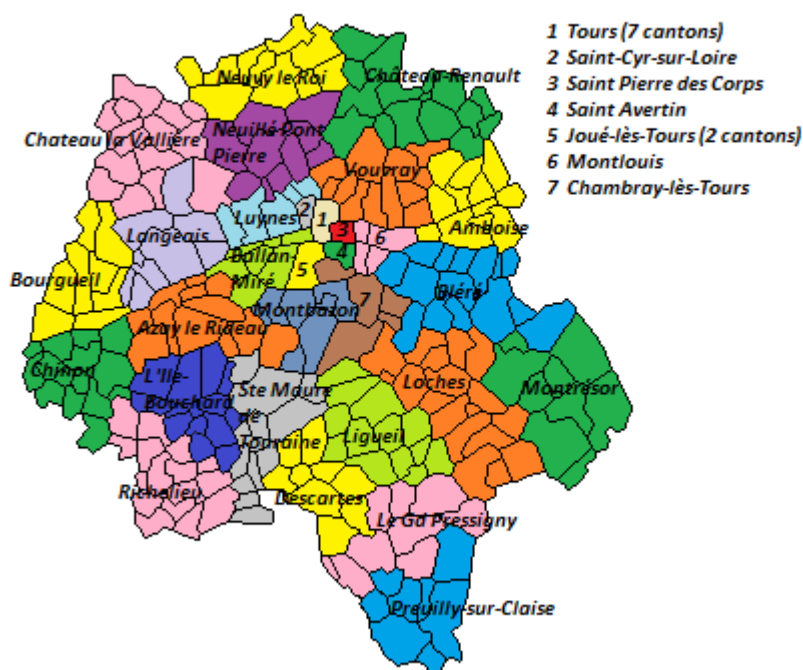 1 Tours (7 cantons)
2 Saint-Cyr-sur-Loire
3 Saint Pierre des Corps
4 Saint Avertin
5 Joué-lès-Tours (2 cantons)
6 Montlouis
7 Chambray-lès-Tours
Neuvy le Roi
Château-Renault
Chateau la Vallière
Neuillé Pont
Pierre
Vouvray
Luynes
2
1
3
6
Amboise
Langeais
4
Ballan-
Miré
5
Bourgueil
7
Bléré
Montbazon
Azay le Rideau
Chinon
L'Ile-
Bouchard
Ste Maure
de
Touraine
Loches
Montrésor
Ligueil
Richelieu
Descartes
Le Gd Pressigny
Preuilly-sur-Claise